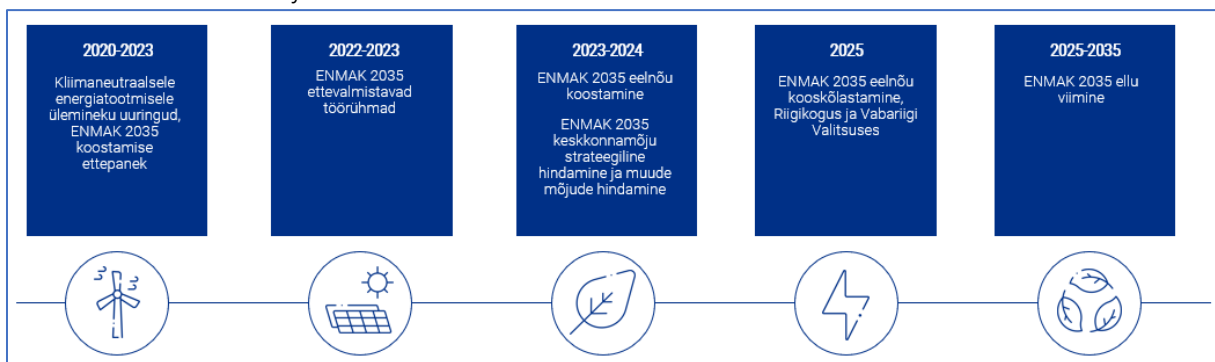 2020-2023
Kliimaneutraalsele
energiatootmisele
ülemineku uuringud,
ENMAK 2035
koostamise
ettepanek
2022-2023
ENMAK 2035
ettevalmistavad
töörühmad
2023-2024
ENMAK 2035 eelnõu
koostamine
ENMAK 2035
keskkonnamõju
strateegiline
hindamine ja muude
mõjude hindamine
2025
ENMAK 2035 eelnõu
kooskõlastamine,
Riigikogus ja Vabariigi
Valitsuses
2025-2035
ENMAK 2035 ellu
viimine